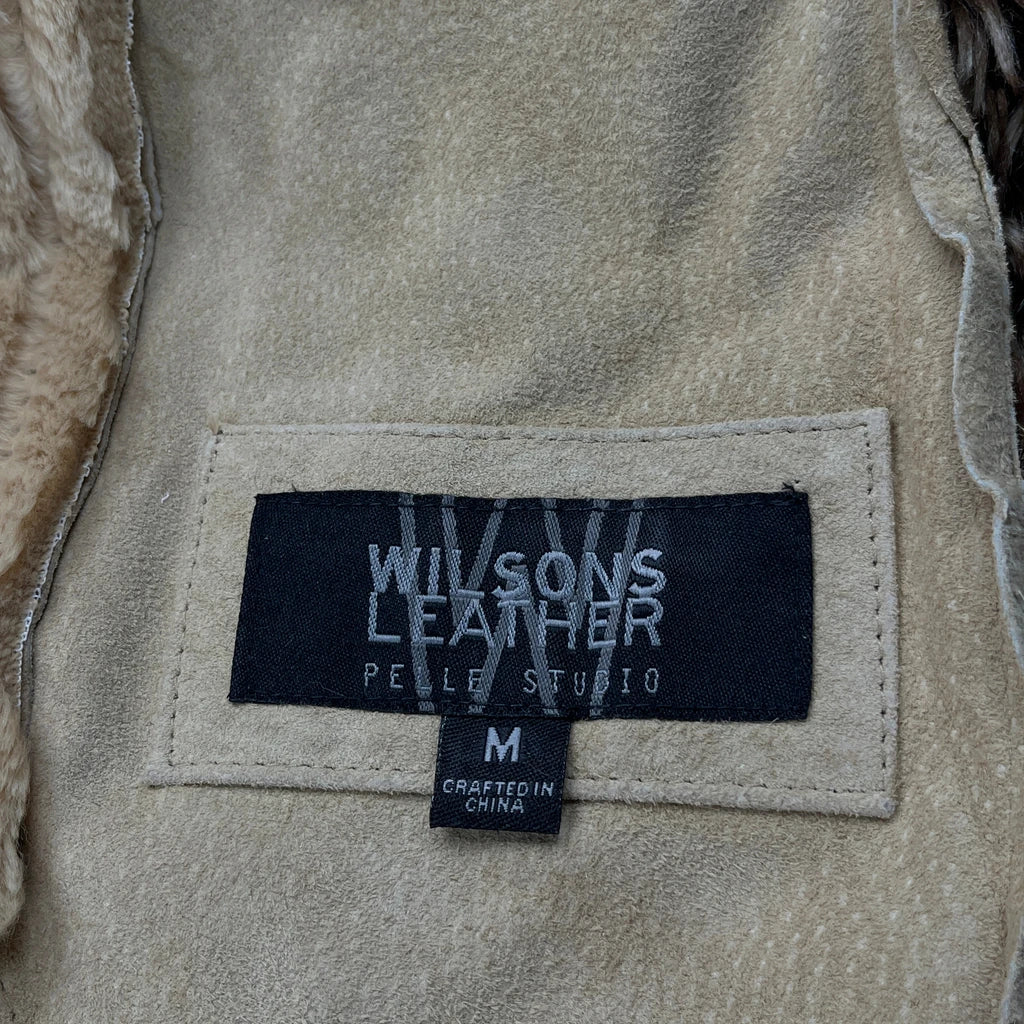 WILSONS
LEATHER
PELLE STUDIO
M
CRAFTED IN
CHINA